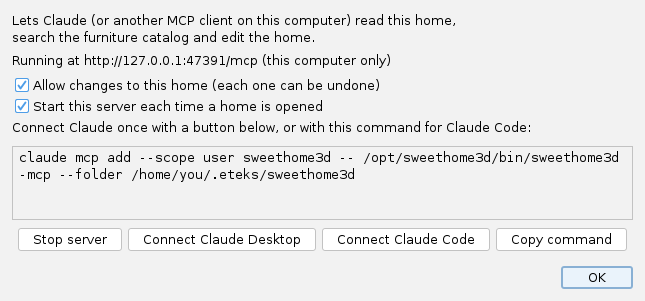 Lets Claude (or another MCP client on this computer) read this home,
search the furniture catalog and edit the home.
Running at http://127.0.0.1:47391/mcp (this computer only)
Allow changes to this home (each one can be undone)
Start this server each time a home is opened
Connect Claude once with a button below, or with this command for Claude Code:
claude mcp add --scope user sweethome3d -- /opt/sweethome3d/bin/sweethome3d
-mcp --folder /home/you/.eteks/sweethome3d
Stop server Connect Claude Desktop Connect Claude Code Copy command
OK